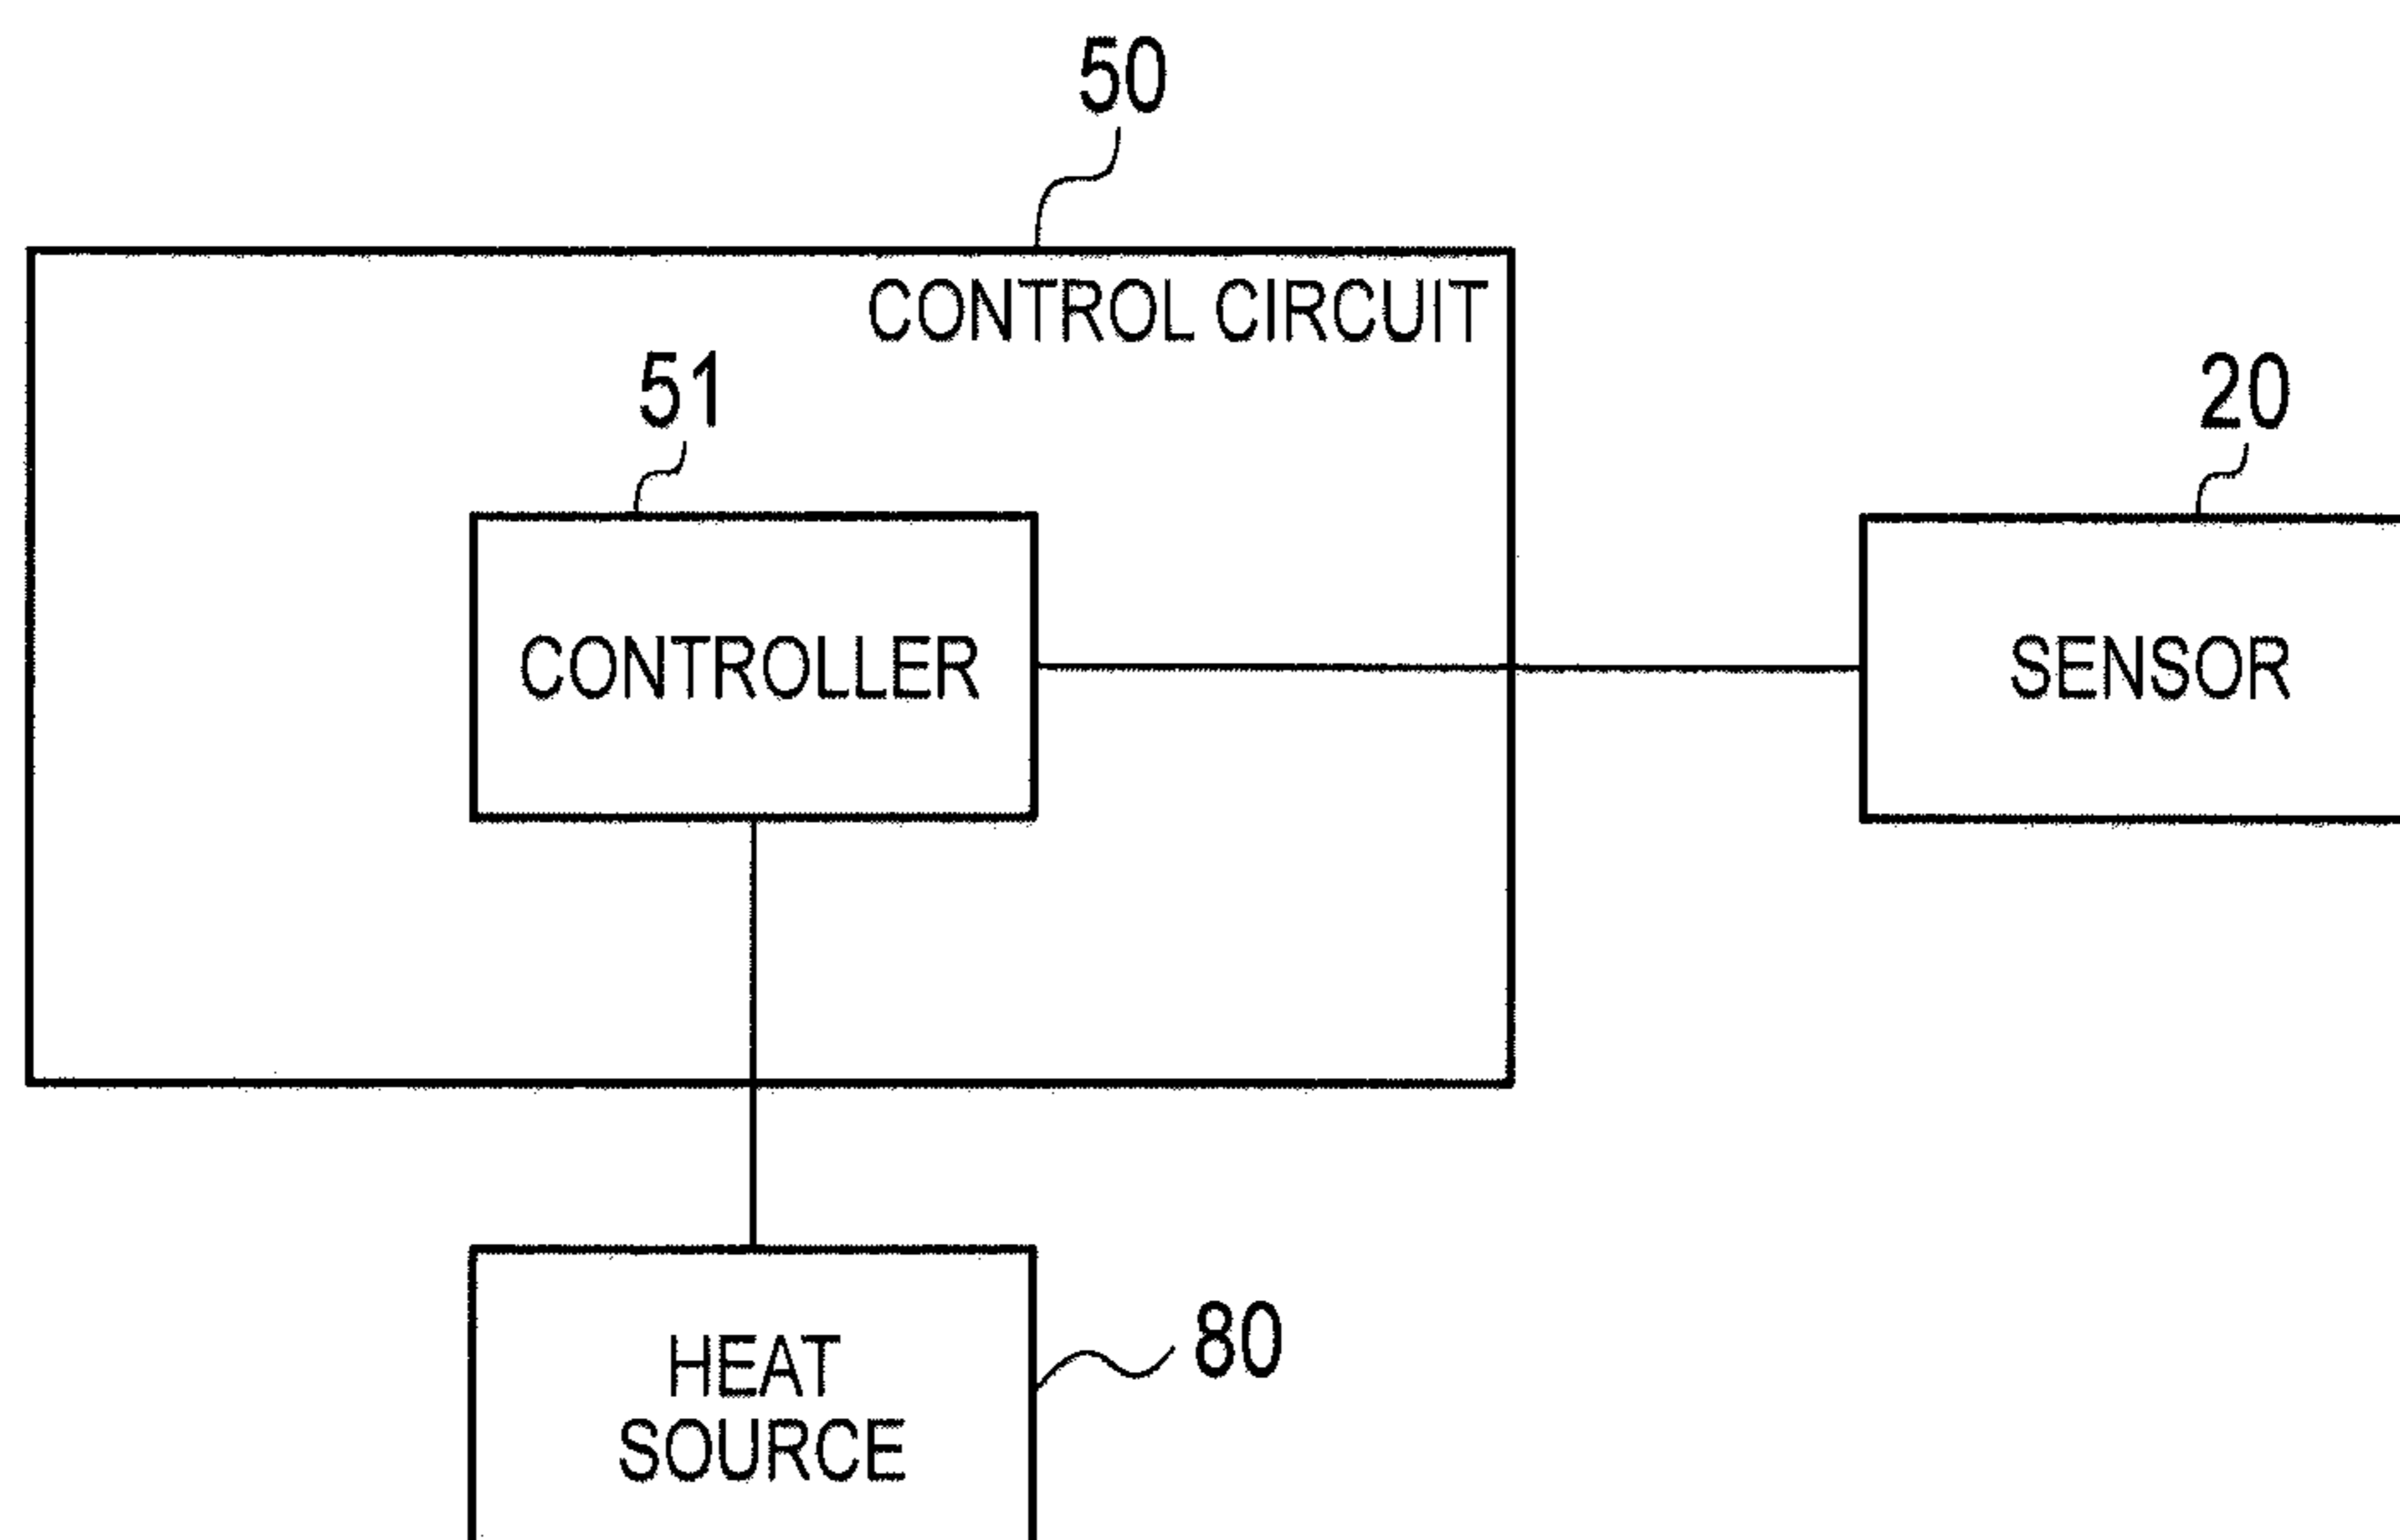 50
CONTROL CIRCUIT
51
20
CONTROLLER
SENSOR
80
HEAT
SOURCE